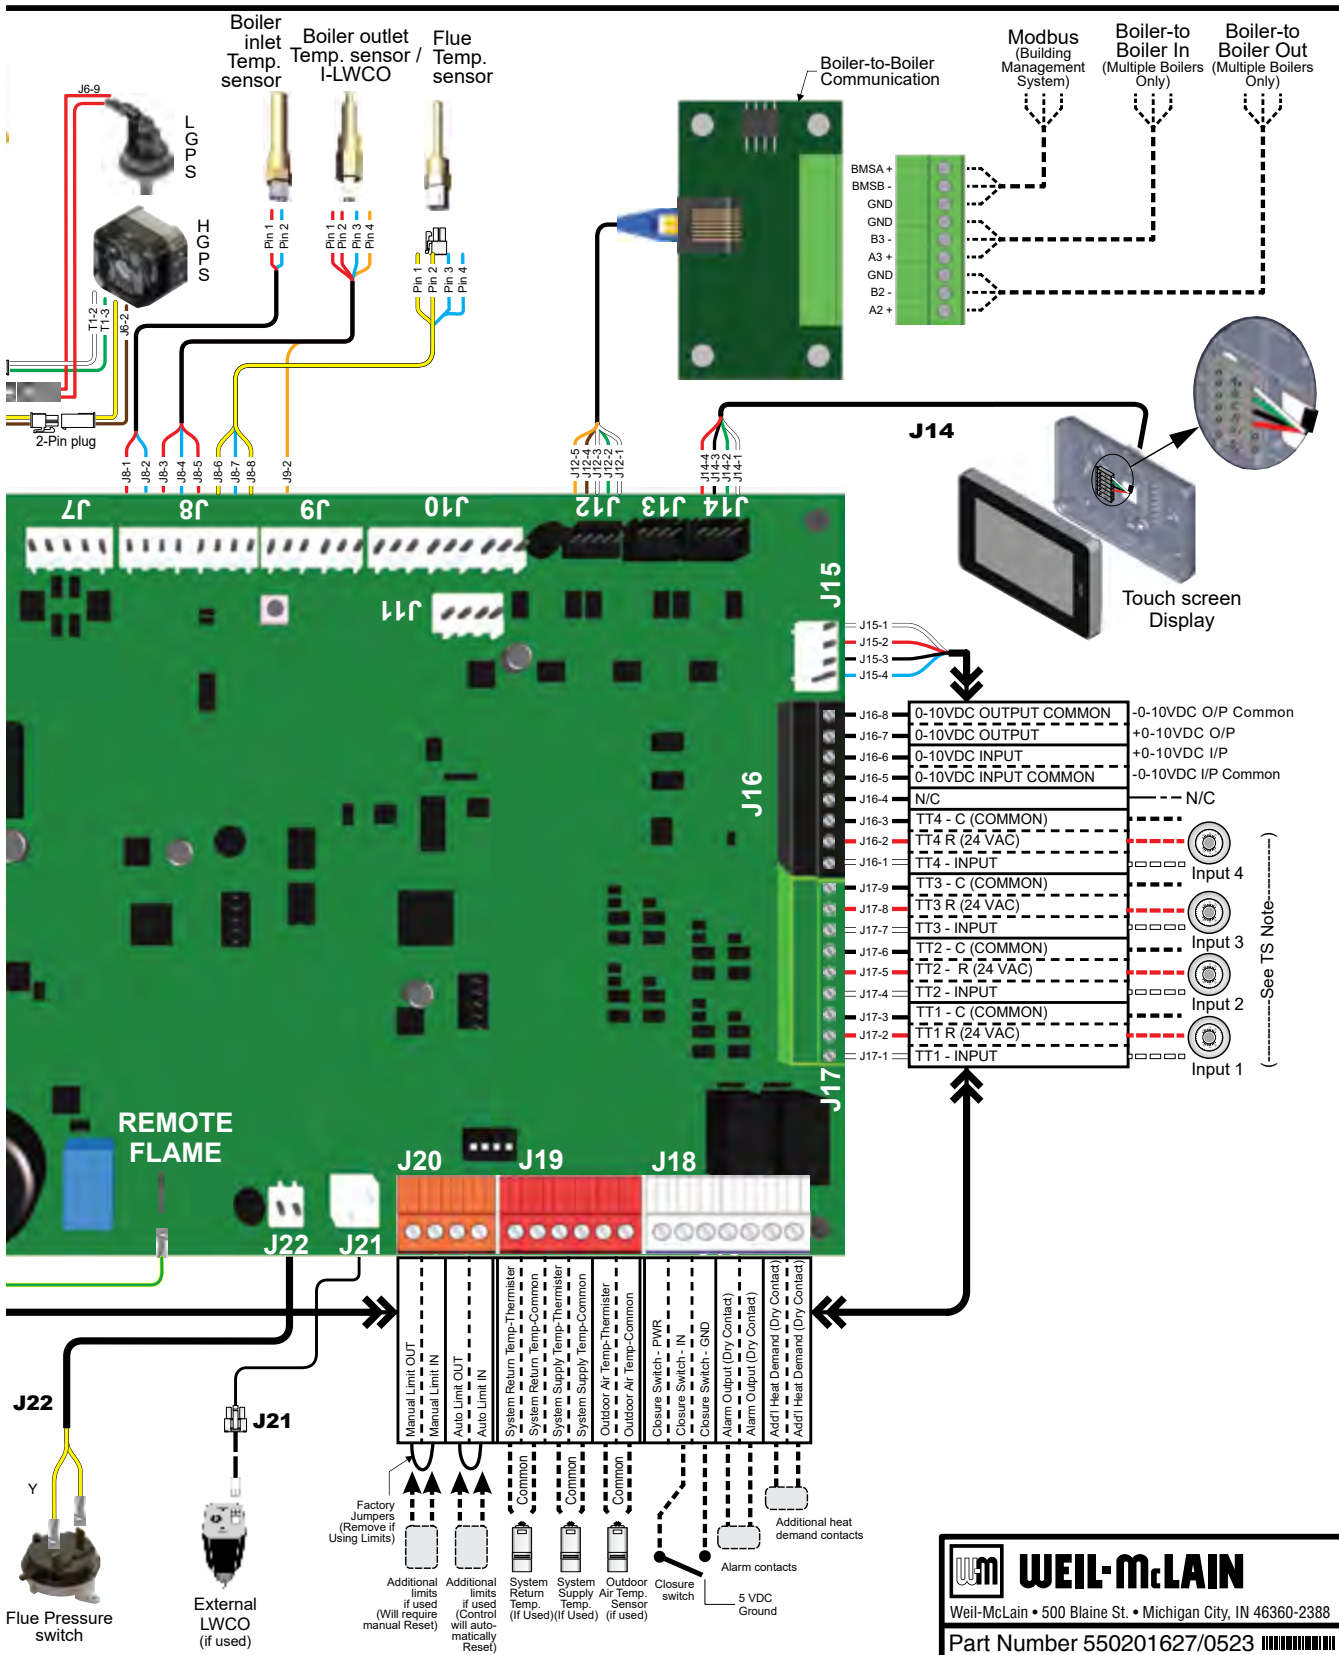 Boiler
inlet
Temp.
sensor
Boiler outlet
Temp. sensor /
I-LWCO
Flue
Temp.
sensor
Boiler-to-Boiler
Communication
Modbus
(Building
Management
System)
Boiler-to
Boiler In
(Multiple Boilers
Only)
Boiler-to
Boiler Out
(Multiple Boilers
Only)
J6-9
LGPS
HGPS
T1-2
T1-3
J6-2
2-Pin plug
Pin 1
Pin 2
Pin 1
Pin 2
Pin 3
Pin 4
Pin 1
Pin 2
Pin 3
Pin 4
BMSA +
BMSB -
GND
GND
B3 -
A3 +
GND
B2 -
A2 +
J8-1
J8-2
J8-3
J8-4
J8-5
J8-6
J8-7
J8-8
J9-2
J12-5
J12-4
J12-3
J12-2
J12-1
J14-4
J14-3
J14-2
J14-1
J14
Touch screen
Display
J7
J8
J9
J10
J12
J13
J14
J11
J15
J15-1
J15-2
J15-3
J15-4
J16
J16-8 0-10VDC OUTPUT COMMON -0-10VDC O/P Common
J16-7 0-10VDC OUTPUT +0-10VDC O/P
J16-6 0-10VDC INPUT +0-10VDC I/P
J16-5 0-10VDC INPUT COMMON -0-10VDC I/P Common
J16-4 N/C N/C
J16-3 TT4 - C (COMMON)
J16-2 TT4 R (24 VAC)
J16-1 TT4 - INPUT
Input 4
J17-9 TT3 - C (COMMON)
J17-8 TT3 R (24 VAC)
J17-7 TT3 - INPUT
Input 3
J17-6 TT2 - C (COMMON)
J17-5 TT2 - R (24 VAC)
J17-4 TT2 - INPUT
Input 2
J17-3 TT1 - C (COMMON)
J17-2 TT1 R (24 VAC)
J17-1 TT1 - INPUT
Input 1
See TS Note
J17
REMOTE
FLAME
J22
J21
J20
J19
J18
Manual Limit OUT
Manual Limit IN
Auto Limit OUT
Auto Limit IN
System Return Temp-Thermister
System Return Temp-Common
System Supply Temp-Thermister
System Supply Temp-Common
Outdoor Air Temp-Thermister
Outdoor Air Temp-Common
Closure Switch - PWR
Closure Switch - IN
Closure Switch - GND
Alarm Output (Dry Contact)
Alarm Output (Dry Contact)
Add'l Heat Demand (Dry Contact)
Add'l Heat Demand (Dry Contact)
J22
J21
Y
Flue Pressure
switch
External
LWCO
(if used)
Factory
Jumpers
(Remove if
Using Limits)
Common
Common
Common
Additional
limits
if used
(Will require
manual Reset)
Additional
limits
if used
(Control
will auto-
matically
Reset)
System
Return
Temp.
(If Used)
System
Supply
Temp.
(If Used)
Outdoor
Air Temp.
Sensor
(if used)
Closure
switch
5 VDC
Ground
Alarm contacts
Additional heat
demand contacts
WM WEIL-McLAIN
Weil-McLain • 500 Blaine St. • Michigan City, IN 46360-2388
Part Number 550201627/0523